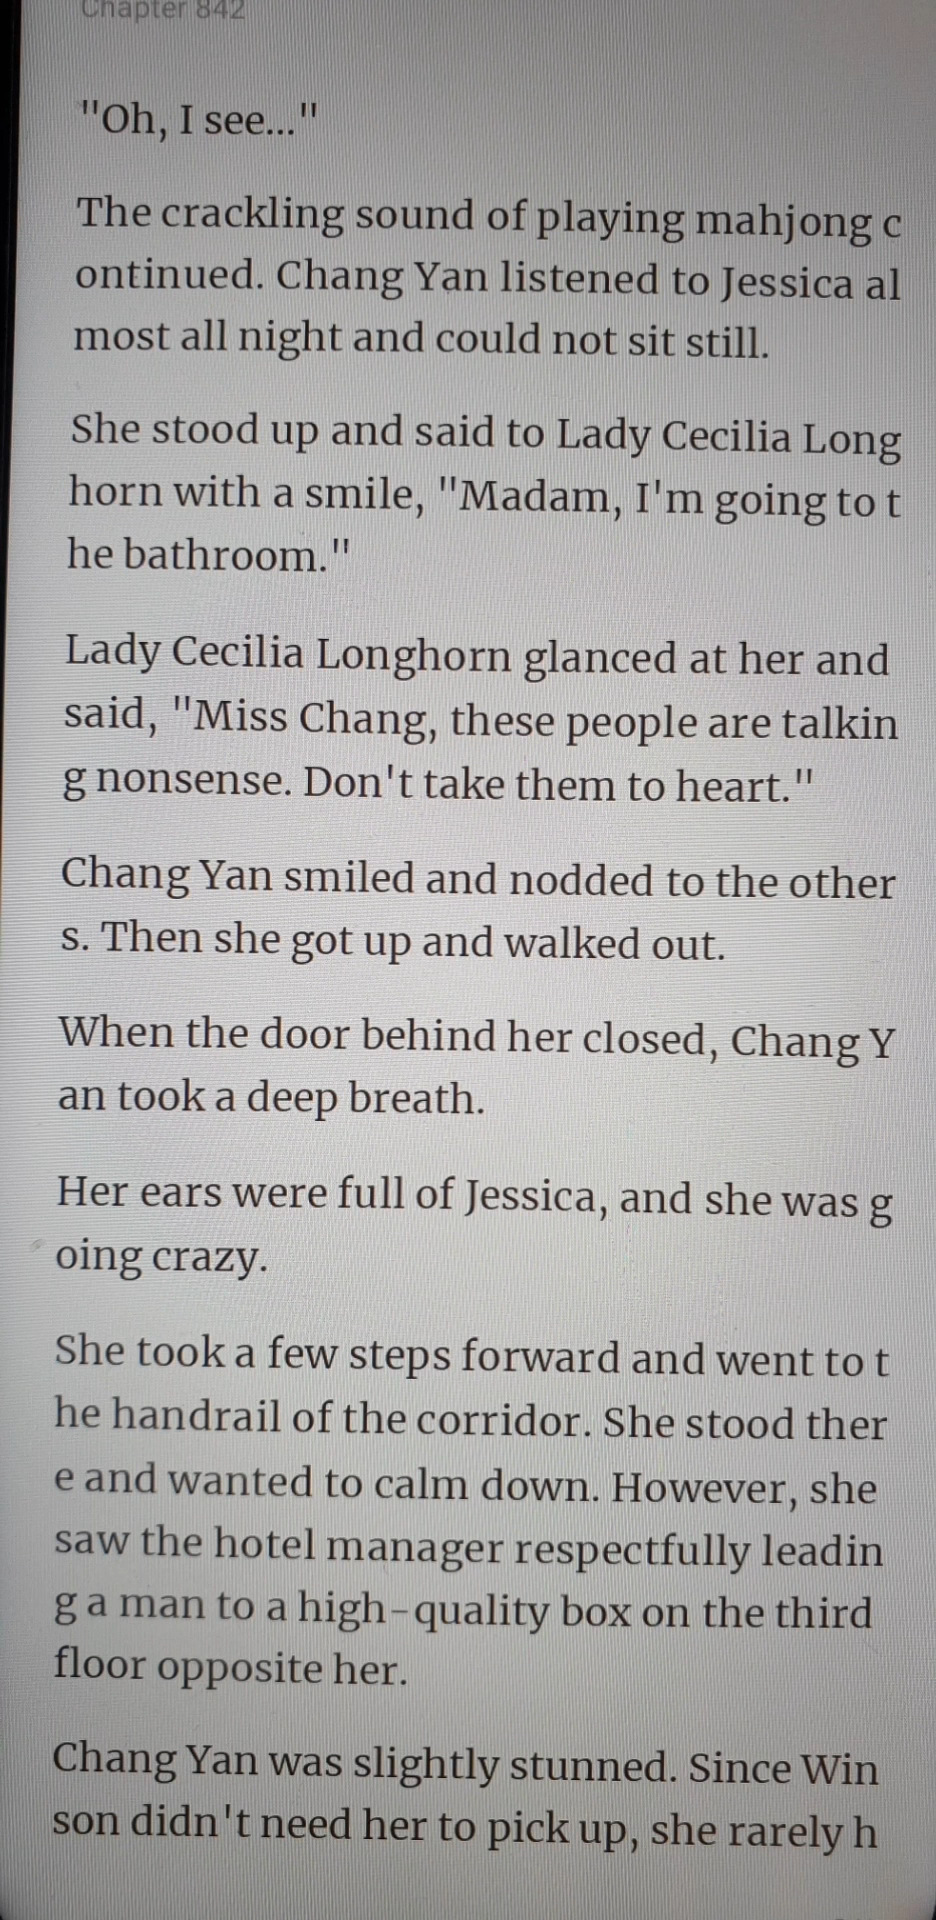 Chapter 842
"Oh, I see..."
The crackling sound of playing mahjong c
ontinued. Chang Yan listened to Jessica al
most all night and could not sit still.
She stood up and said to Lady Cecilia Long
horn with a smile, "Madam, I'm going to t
he bathroom."
Lady Cecilia Longhorn glanced at her and
said, "Miss Chang, these people are talkin
g nonsense. Don't take them to heart."
Chang Yan smiled and nodded to the other
s. Then she got up and walked out.
When the door behind her closed, Chang Y
an took a deep breath.
Her ears were full of Jessica, and she was g
oing crazy.
She took a few steps forward and went to t
he handrail of the corridor. She stood ther
e and wanted to calm down. However, she
saw the hotel manager respectfully leadin
g a man to a high-quality box on the third
floor opposite her.
Chang Yan was slightly stunned. Since Win
son didn't need her to pick up, she rarely h